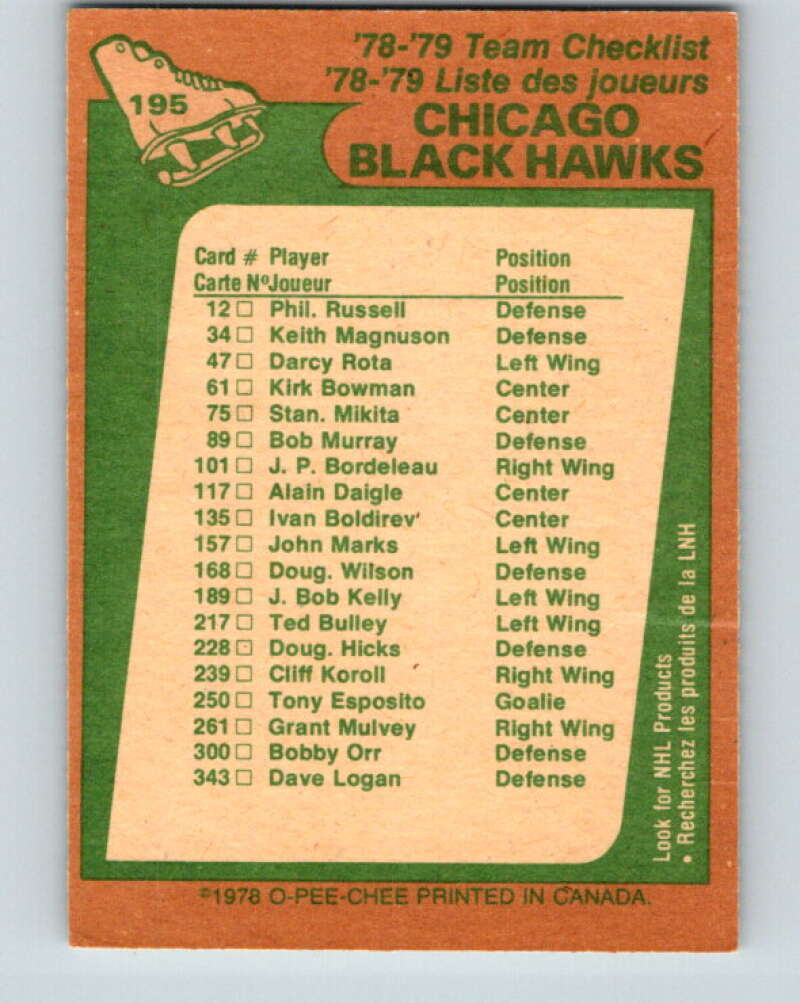 195
'78-'79 Team Checklist
'78-'79 Liste des joueurs
CHICAGO
BLACK HAWKS
Card # Player Position
Carte Nº Joueur Position
12 □ Phil. Russell Defense
34 □ Keith Magnuson Defense
47 □ Darcy Rota Left Wing
61 □ Kirk Bowman Center
75 □ Stan. Mikita Center
89 □ Bob Murray Defense
101 □ J. P. Bordeleau Right Wing
117 □ Alain Daigle Center
135 □ Ivan Boldirev Center
157 □ John Marks Left Wing
168 □ Doug. Wilson Defense
189 □ J. Bob Kelly Left Wing
217 □ Ted Bulley Left Wing
228 □ Doug. Hicks Defense
239 □ Cliff Koroll Right Wing
250 □ Tony Esposito Goalie
261 □ Grant Mulvey Right Wing
300 □ Bobby Orr Defense
343 □ Dave Logan Defense
Look for NHL Products
• Recherchez les produits de la LNH
©1978 O-PEE-CHEE PRINTED IN CANADA.